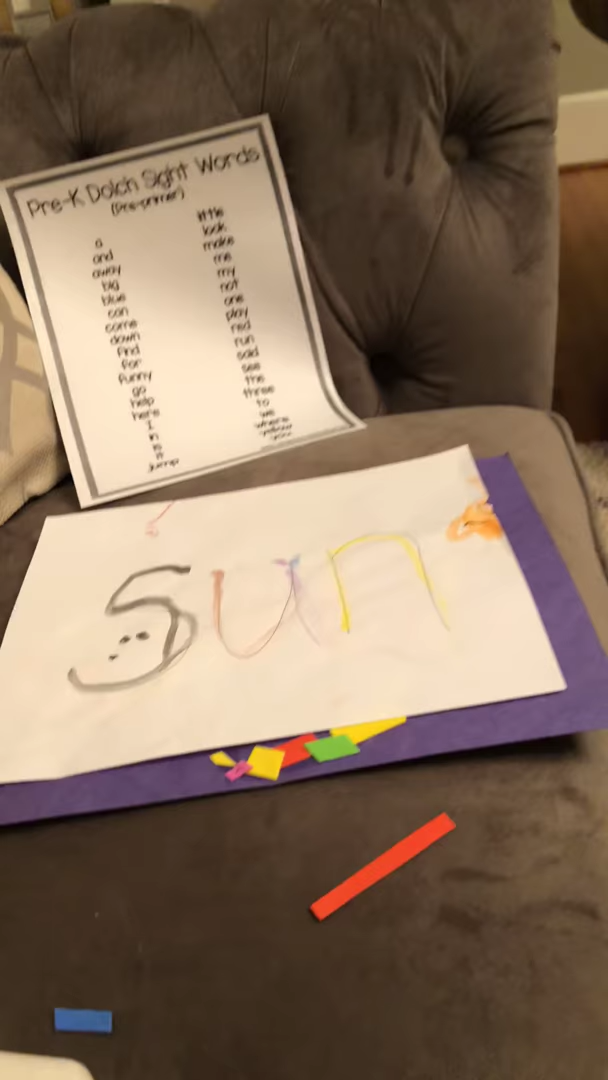 Pre-K Dolch Sight Words
(Pre-primer)
a
and
away
big
blue
can
come
down
find
for
funny
go
help
here
I
in
is
it
jump
little
look
make
me
my
not
one
play
red
run
said
see
the
three
to
we
where
yellow
you
sun